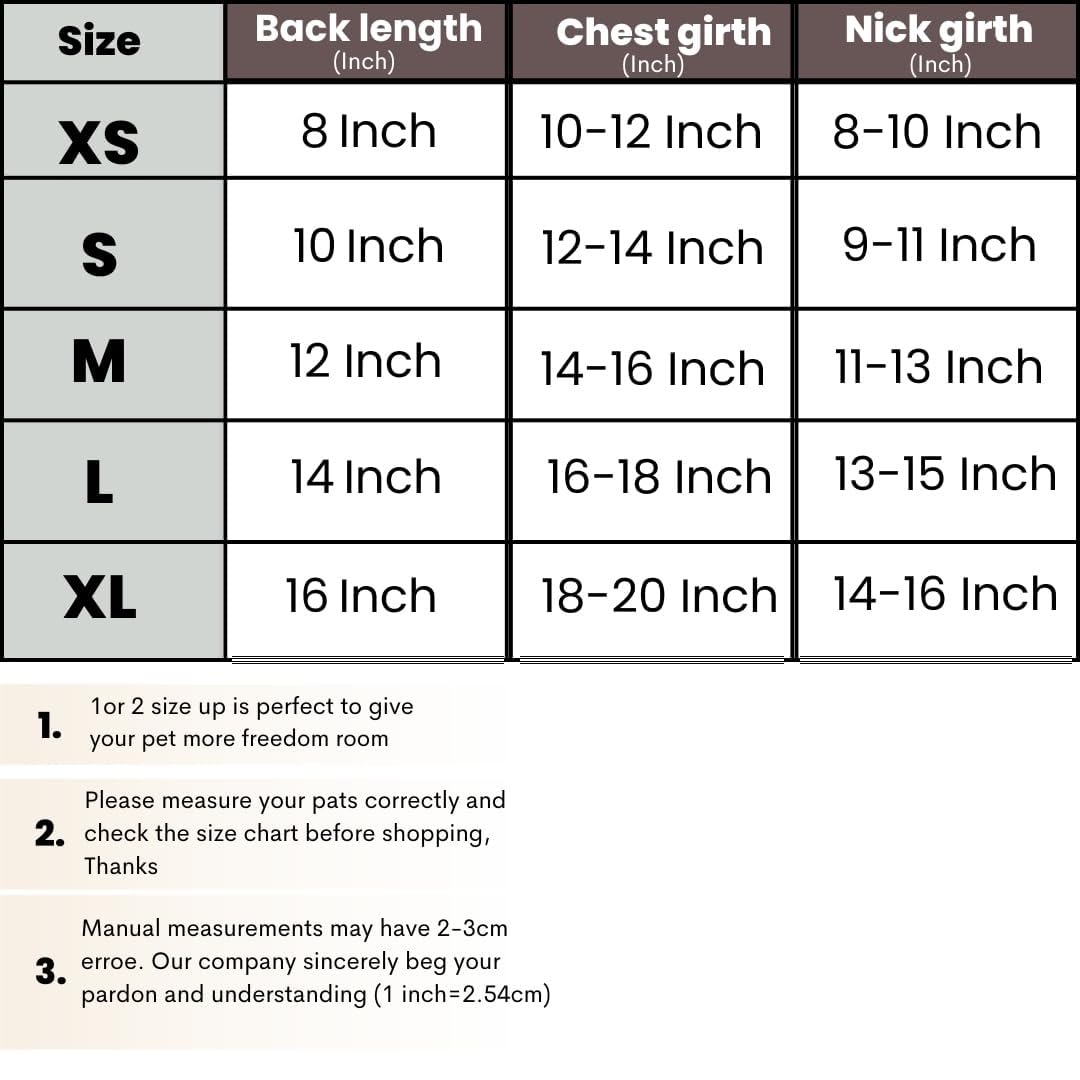 Size Back length Chest girth Nick girth
(Inch) (Inch) (Inch)
XS 8 Inch 10-12 Inch 8-10 Inch
S 10 Inch 12-14 Inch 9-11 Inch
M 12 Inch 14-16 Inch 11-13 Inch
L 14 Inch 16-18 Inch 13-15 Inch
XL 16 Inch 18-20 Inch 14-16 Inch
1. 1or 2 size up is perfect to give
your pet more freedom room
2. Please measure your pats correctly and
check the size chart before shopping,
Thanks
3. Manual measurements may have 2-3cm
erroe. Our company sincerely beg your
pardon and understanding (1 inch=2.54cm)